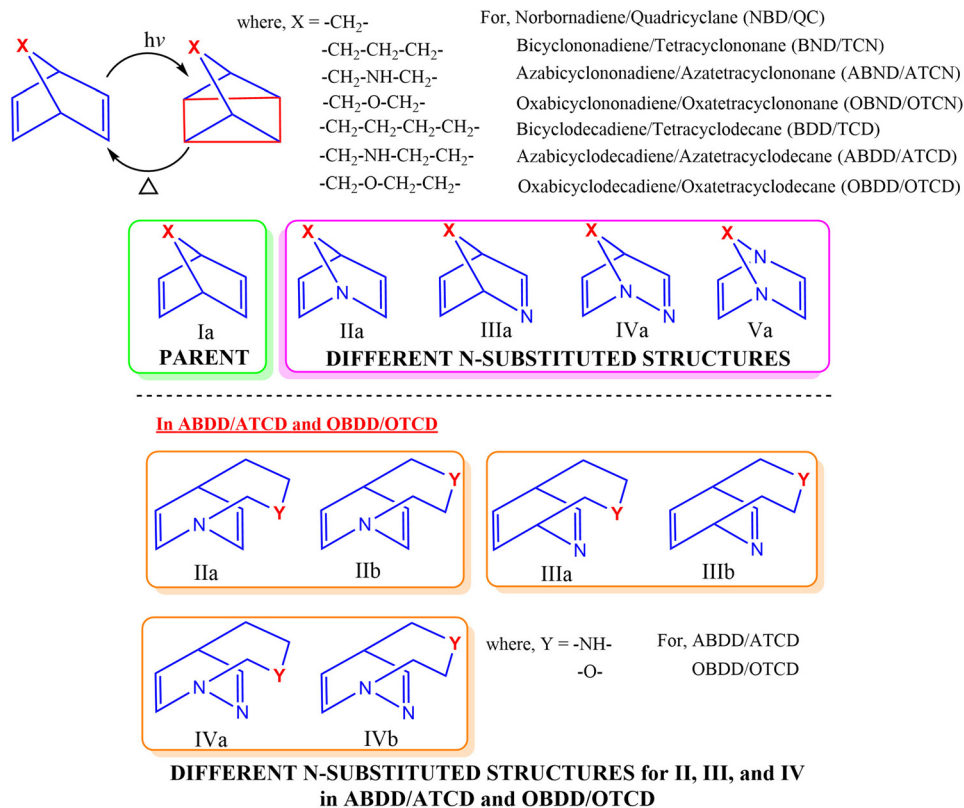 where, X = -CH₂-
For, Norbornadiene/Quadricyclane (NBD/QC)
X
hν
X
-CH₂-CH₂-CH₂-
Bicyclononadiene/Tetracyclononane (BND/TCN)
-CH₂-NH-CH₂-
Azabicyclononadiene/Azatetracyclononane (ABND/ATCN)
-CH₂-O-CH₂-
Oxabicyclononadiene/Oxatetracyclononane (OBND/OTCN)
-CH₂-CH₂-CH₂-CH₂-
Bicyclodecadiene/Tetracyclodecane (BDD/TCD)
-CH₂-NH-CH₂-CH₂-
Azabicyclodecadiene/Azatetracyclodecane (ABDD/ATCD)
-CH₂-O-CH₂-CH₂-
Oxabicyclodecadiene/Oxatetracyclodecane (OBDD/OTCD)
△
X
X
X
X
X
N
N
N
N
N
N
Ia
IIa
IIIa
IVa
Va
PARENT
DIFFERENT N-SUBSTITUTED STRUCTURES
In ABDD/ATCD and OBDD/OTCD
N
Y
N
Y
Y
N
Y
N
IIa
IIb
IIIa
IIIb
N
Y
N
N
Y
N
IVa
IVb
where, Y = -NH-
For, ABDD/ATCD
-O-
OBDD/OTCD
DIFFERENT N-SUBSTITUTED STRUCTURES for II, III, and IV
in ABDD/ATCD and OBDD/OTCD